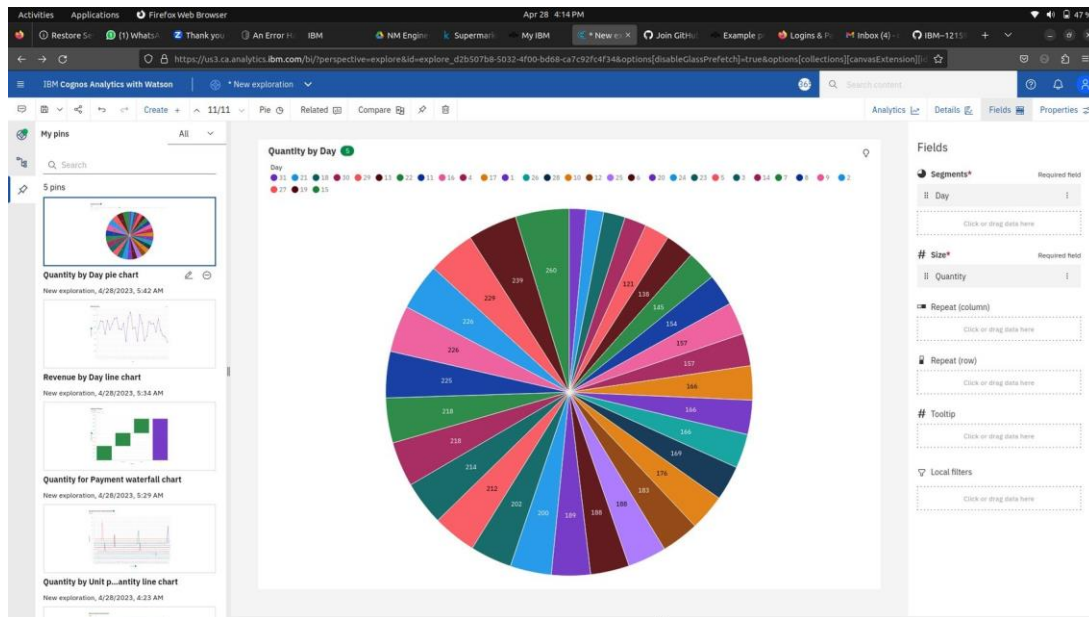 Activities Applications Firefox Web Browser Apr 28 4:14 PM 47 %
Restore Se (1) WhatsA Thank you An Error H IBM NM Engine Supermark My IBM * New ex Join GitHu Example p Logins & Pa Inbox (4) - IBM-1215
https://us3.ca.analytics.ibm.com/bi/?perspective=explore&id=explore_d2b507b8-5032-4f00-bd68-ca7c92fc4f34&options[disableGlassPrefetch]=true&options[collections][canvasExtension]
IBM Cognos Analytics with Watson * New exploration Search content
Create + 11/11 Pie Related Compare Analytics Details Fields Properties
My pins All
Search
5 pins
Quantity by Day pie chart
New exploration, 4/28/2023, 5:42 AM
Revenue by Day line chart
New exploration, 4/28/2023, 5:34 AM
Quantity for Payment waterfall chart
New exploration, 4/28/2023, 5:29 AM
Quantity by Unit p...antity line chart
New exploration, 4/28/2023, 4:23 AM
Quantity by Day 5
Day
31 21 18 30 29 13 22 11 16 4 17 1 26 28 10 12 25 6 20 24 23 5 3 14 7 8 9 2
27 19 15
260
239
229
226
226
225
218
218
214
212
202
200
189
188
188
183
176
169
166
166
166
157
157
154
145
138
121
Fields
Segments* Required field
Day
Click or drag data here
Size* Required field
Quantity
Repeat (column)
Click or drag data here
Repeat (row)
Click or drag data here
Tooltip
Click or drag data here
Local filters
Click or drag data here